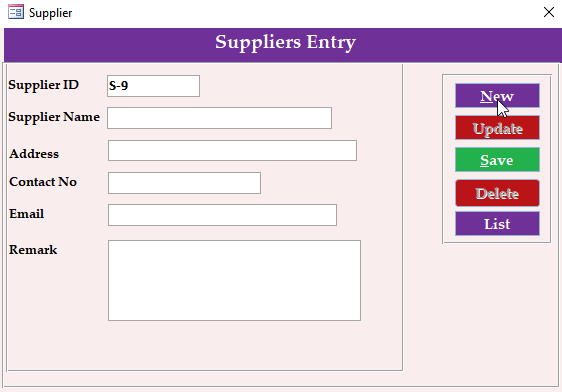 Supplier
Suppliers Entry
Supplier ID S-9
Supplier Name
Address
Contact No
Email
Remark
New
Update
Save
Delete
List